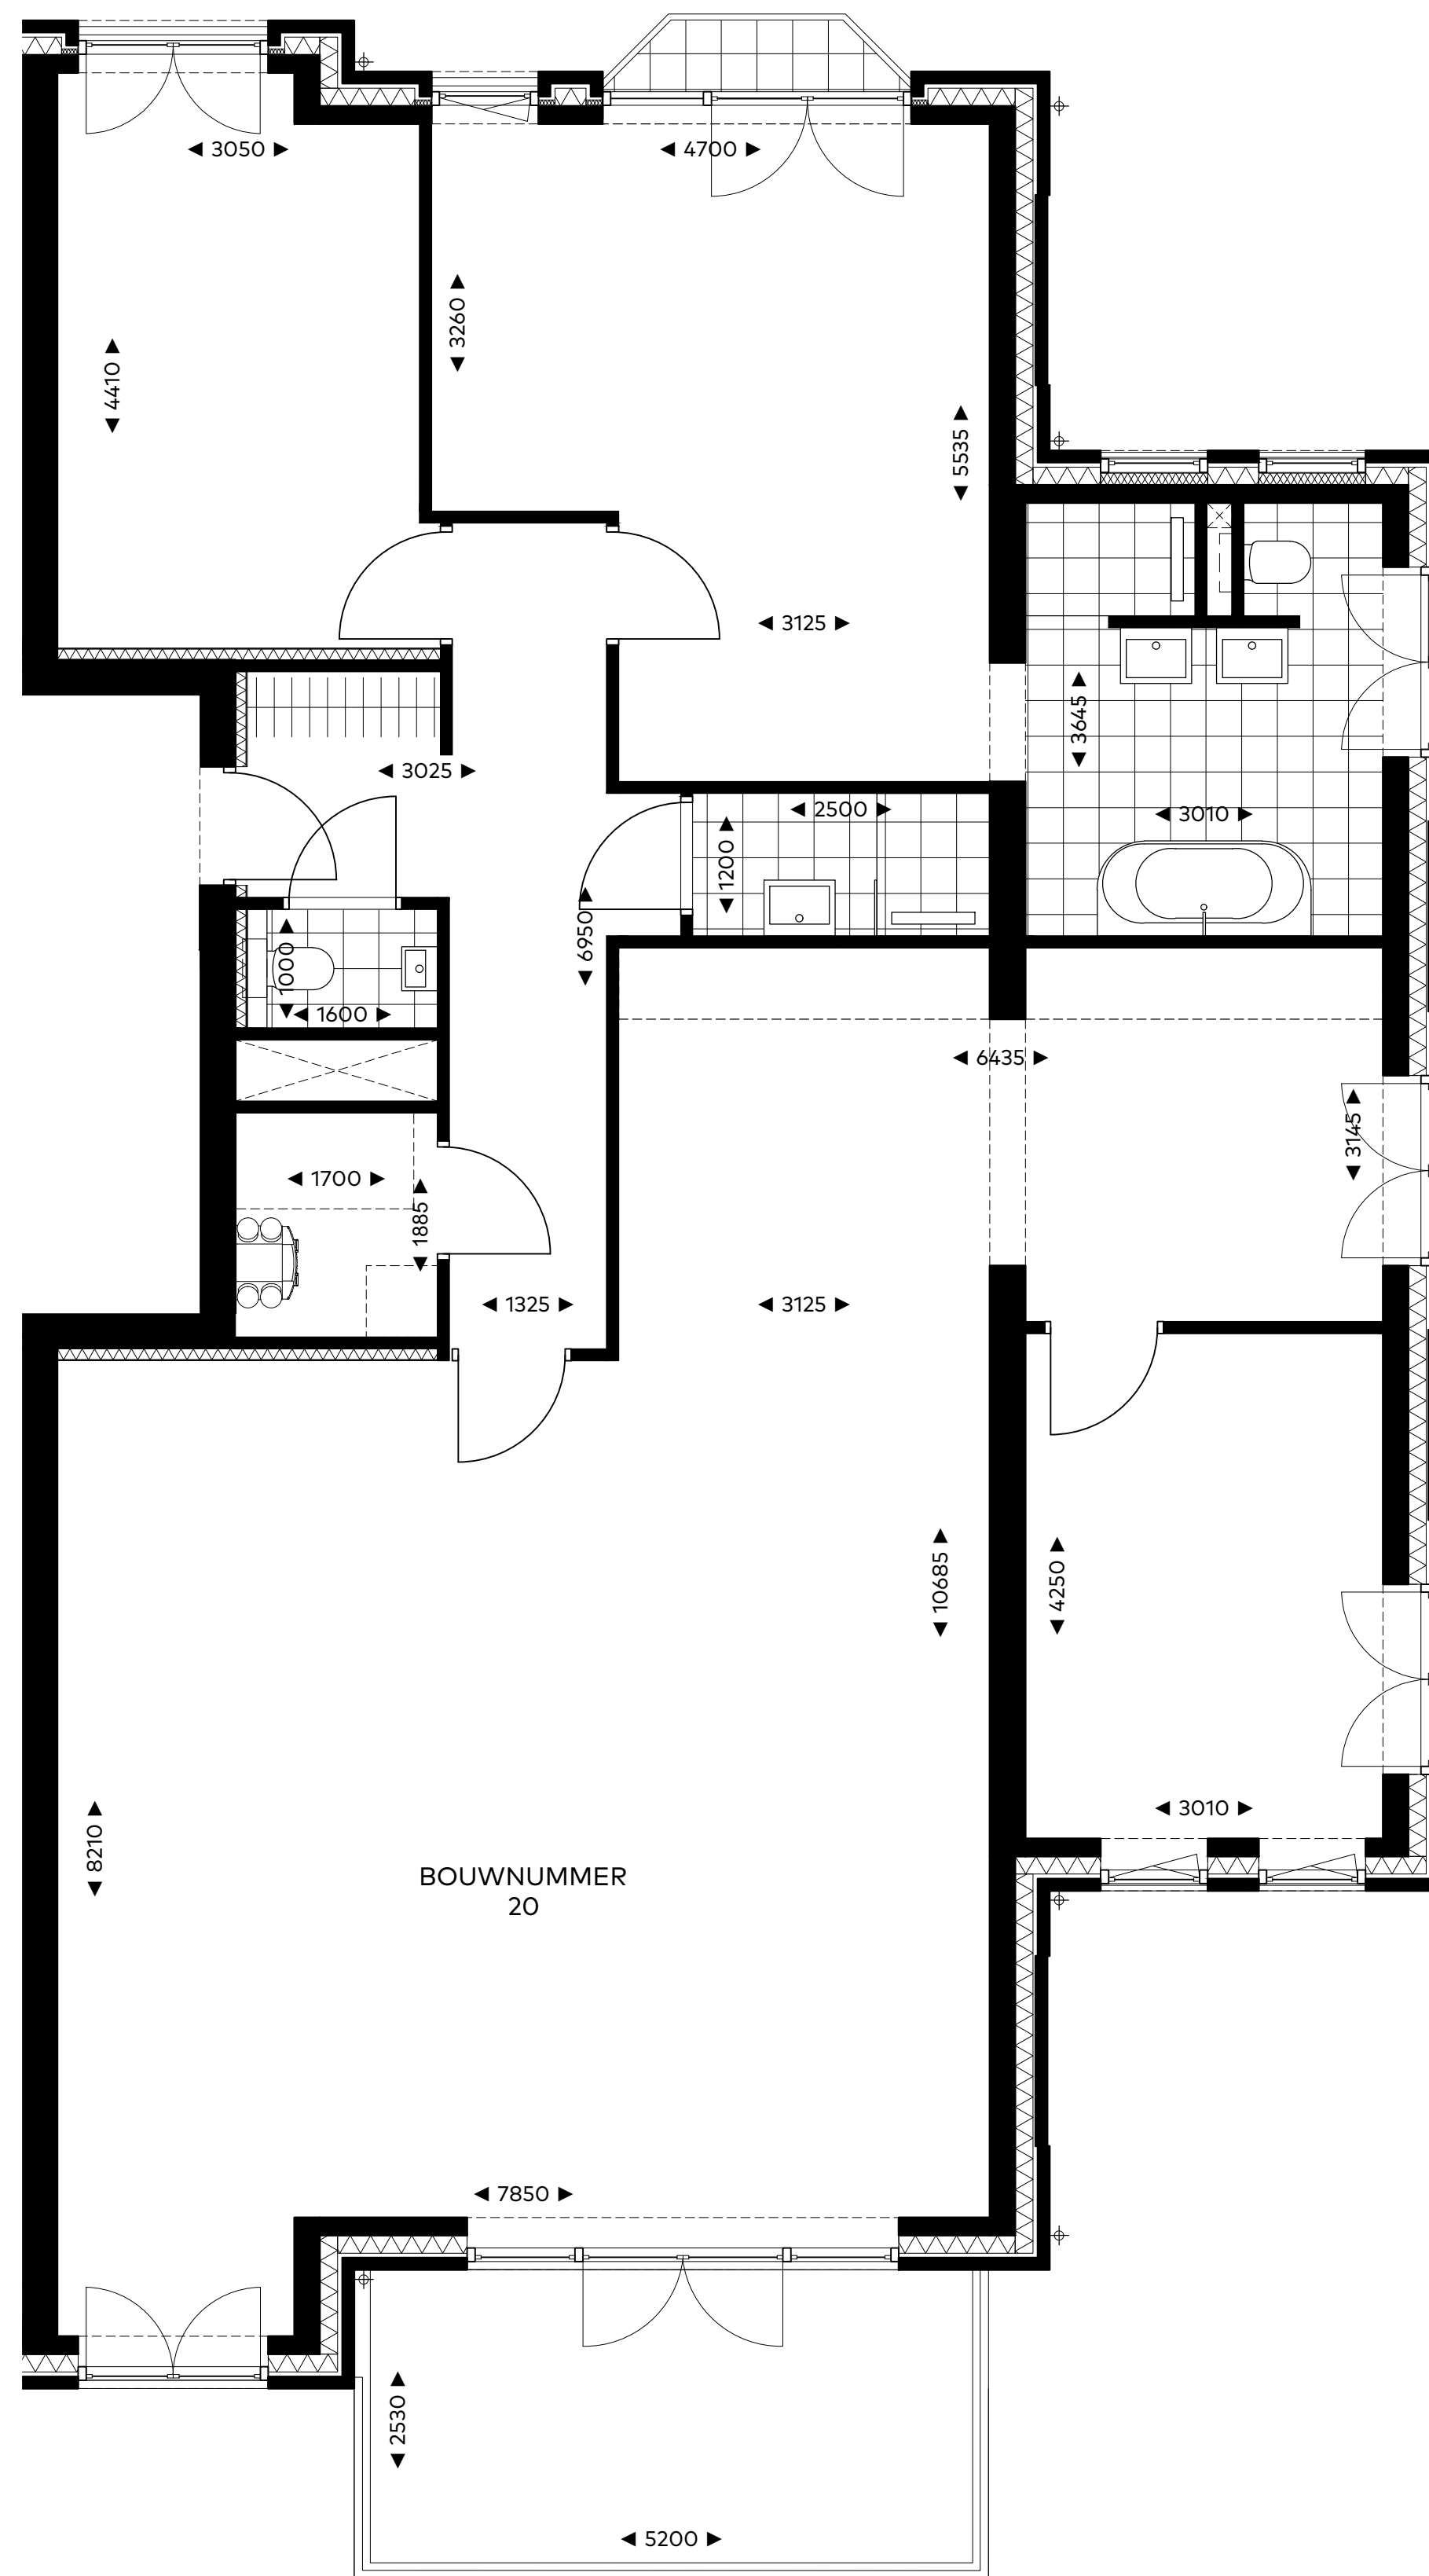 ◄ 3050 ►
◄ 4700 ►
◄ 3260 ►
◄ 4410 ►
◄ 5535 ►
◄ 3125 ►
◄ 3645 ►
◄ 3025 ►
◄ 2500 ►
◄ 3010 ►
◄ 1200 ►
◄ 6950 ►
◄ 1000 ►
◄ 1600 ►
◄ 6435 ►
◄ 3145 ►
◄ 1700 ►
◄ 1885 ►
◄ 1325 ►
◄ 3125 ►
◄ 10685 ►
◄ 4250 ►
◄ 3010 ►
◄ 8210 ►
BOUWNUMMER
20
◄ 7850 ►
◄ 2530 ►
◄ 5200 ►